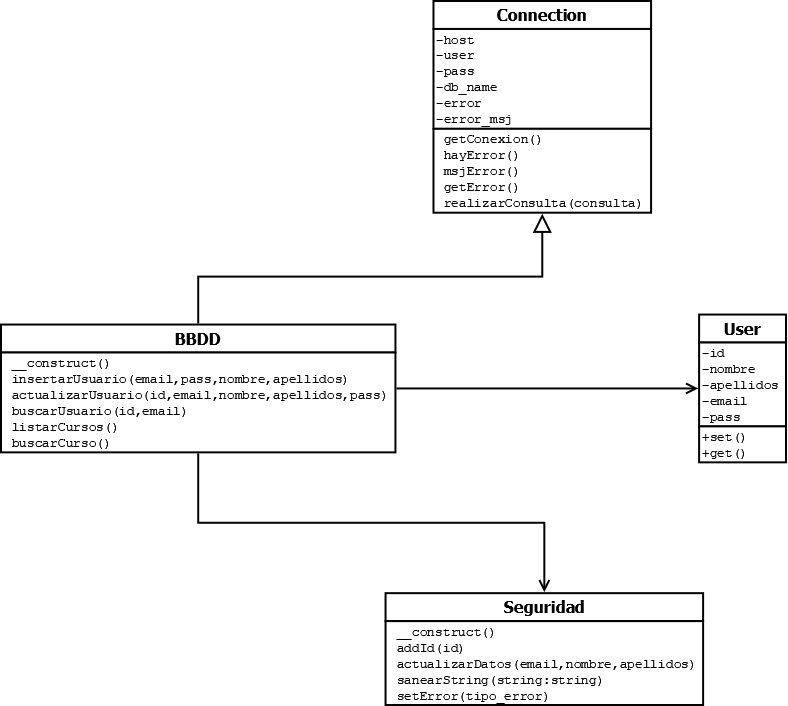 Connection
-host
-user
-pass
-db_name
-error
-error_msj
getConexion()
hayError()
msjError()
getError()
realizarConsulta(consulta)
BBDD
__construct()
insertarUsuario(email,pass,nombre,apellidos)
actualizarUsuario(id,email,nombre,apellidos,pass)
buscarUsuario(id,email)
listarCursos()
buscarCurso()
User
-id
-nombre
-apellidos
-email
-pass
+set()
+get()
Seguridad
__construct()
addId(id)
actualizarDatos(email,nombre,apellidos)
sanearString(string:string)
setError(tipo_error)